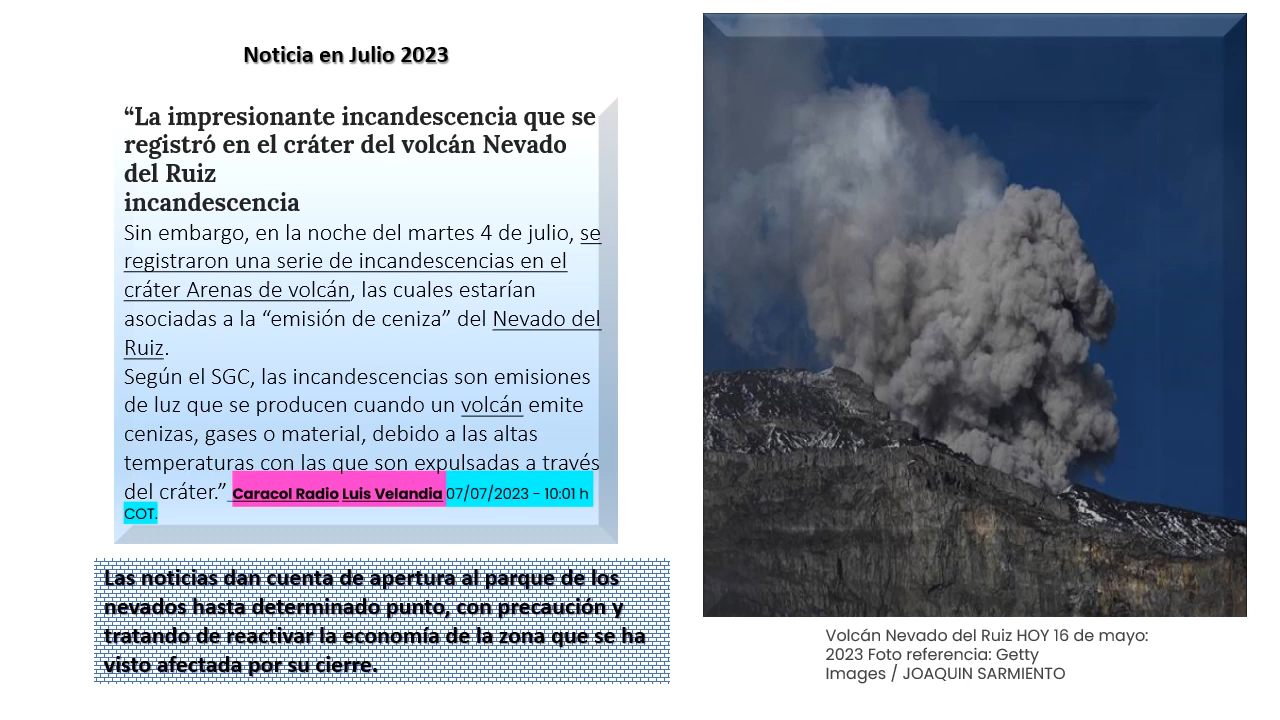 Noticia en Julio 2023
“La impresionante incandescencia que se
registró en el cráter del volcán Nevado
del Ruiz
incandescencia
Sin embargo, en la noche del martes 4 de julio, se
registraron una serie de incandescencias en el
cráter Arenas de volcán, las cuales estarían
asociadas a la “emisión de ceniza” del Nevado del
Ruiz.
Según el SGC, las incandescencias son emisiones
de luz que se producen cuando un volcán emite
cenizas, gases o material, debido a las altas
temperaturas con las que son expulsadas a través
del cráter.” Caracol Radio Luis Velandia 07/07/2023 - 10:01 h
COT.
Las noticias dan cuenta de apertura al parque de los
nevados hasta determinado punto, con precaución y
tratando de reactivar la economía de la zona que se ha
visto afectada por su cierre.
Volcán Nevado del Ruiz HOY 16 de mayo:
2023 Foto referencia: Getty
Images / JOAQUIN SARMIENTO